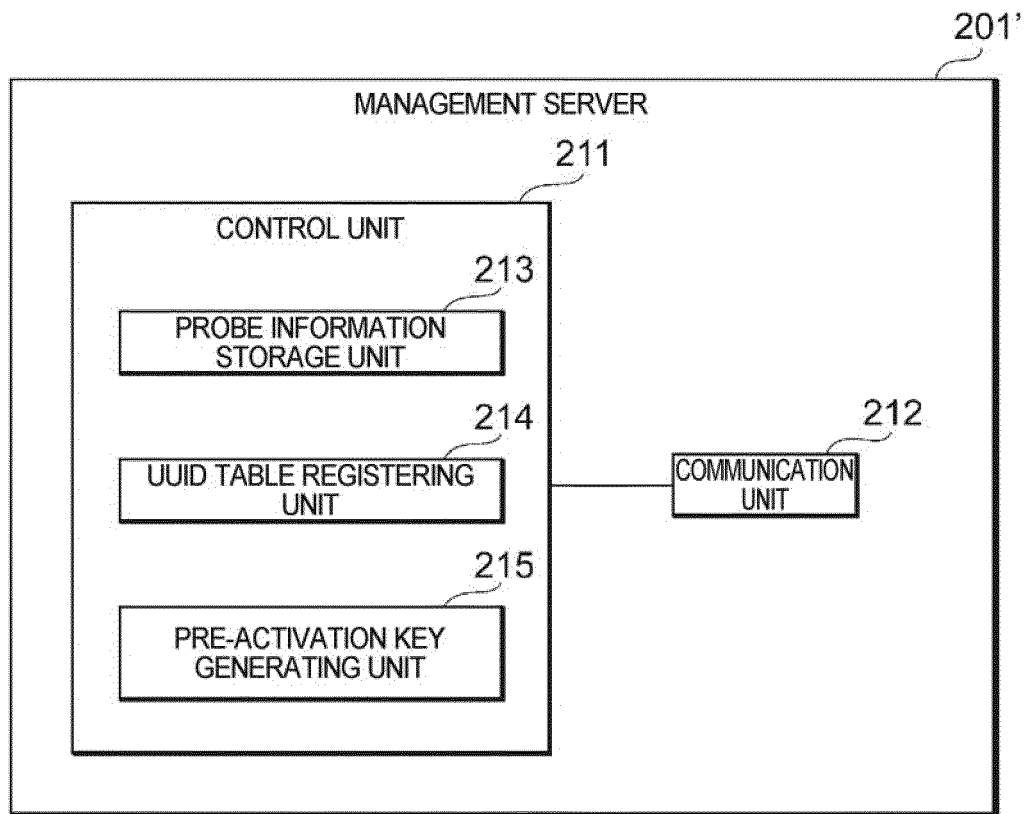 201'
MANAGEMENT SERVER
211
CONTROL UNIT
213
PROBE INFORMATION
STORAGE UNIT
214
UUID TABLE REGISTERING
UNIT
212
COMMUNICATION
UNIT
215
PRE-ACTIVATION KEY
GENERATING UNIT